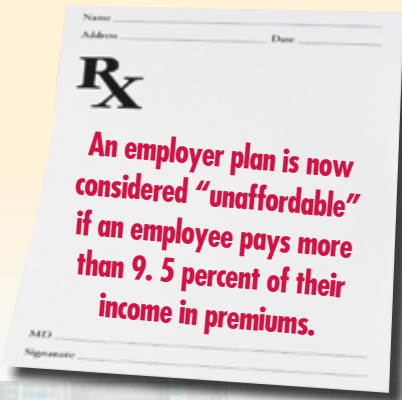 Name
Address Date
Rx
An employer plan is now
considered “unaffordable”
if an employee pays more
than 9. 5 percent of their
income in premiums.
MD
Signature